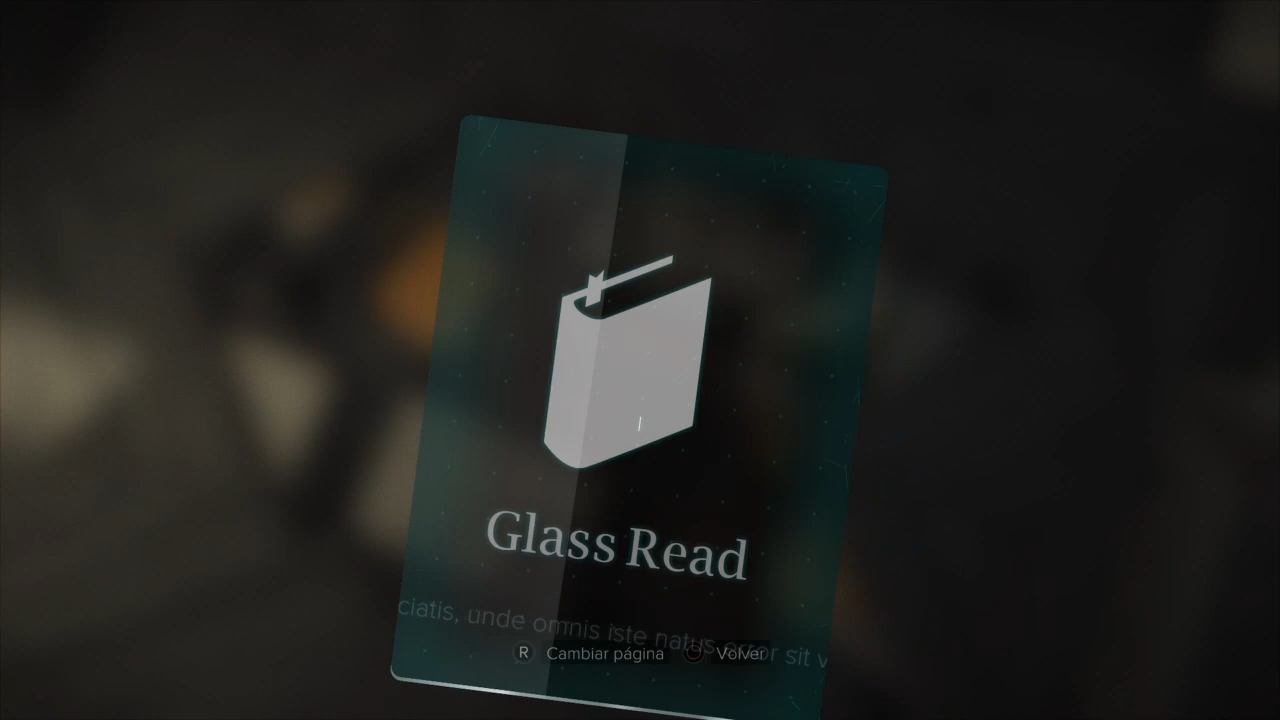 Glass Read
ciatis, unde omnis iste natus error sit v
R Cambiar página Volver